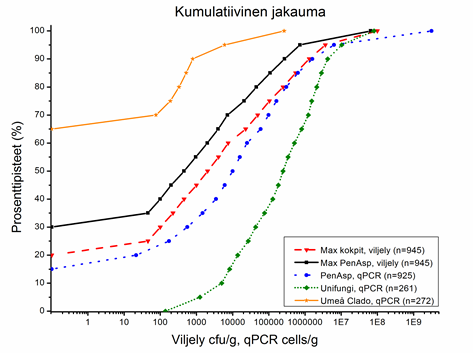 Kumulatiivinen jakauma
100
90
80
70
60
50
40
30
20
10
0
Prosenttipisteet (%)
Max kokpit, viljely (n=945)
Max PenAsp, viljely (n=945)
PenAsp, qPCR (n=925)
Unifungi, qPCR (n=261)
Umeå Clado, qPCR (n=272)
1 10 100 1000 10000 100000 1000000 1E7 1E8 1E9
Viljely cfu/g, qPCR cells/g